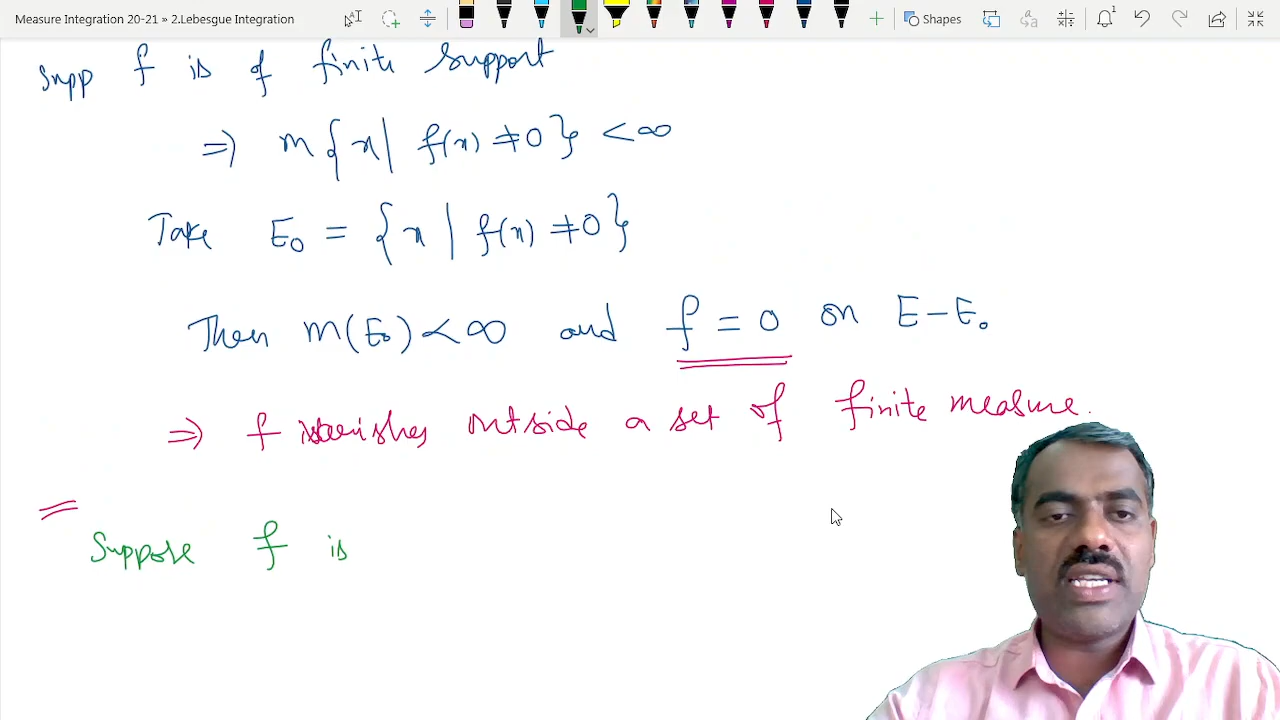 Measure Integration 20-21 » 2.Lebesgue Integration
Shapes
Supp f is of finite support
⇒ m{x| f(x) ≠ 0} < ∞
Take E₀ = {x | f(x) ≠ 0}
Then m(E₀) < ∞ and f = 0 on E - E₀
⇒ f vanishes outside a set of finite measure.
Suppose f is